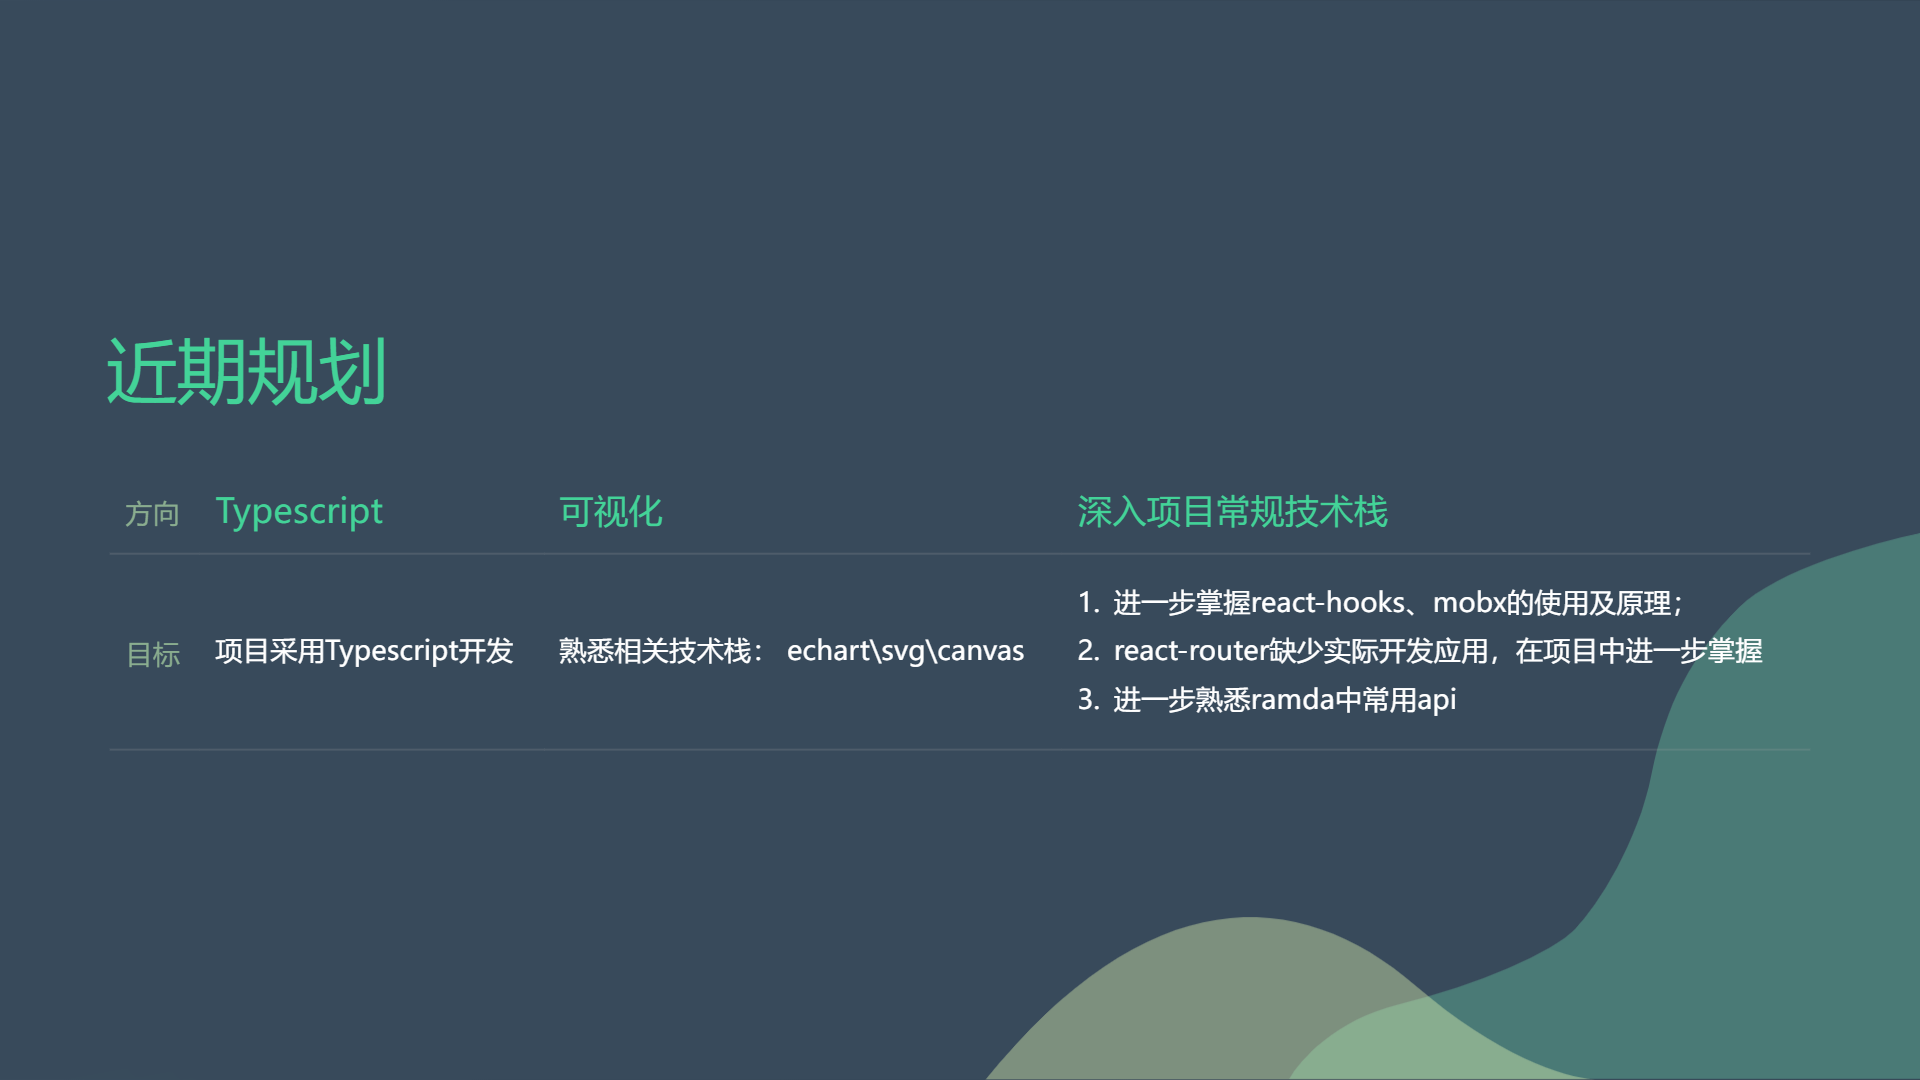 近期规划
方向 Typescript 可视化 深入项目常规技术栈
目标 项目采用Typescript开发 熟悉相关技术栈： echart\svg\canvas
1. 进一步掌握react-hooks、mobx的使用及原理；
2. react-router缺少实际开发应用，在项目中进一步掌握
3. 进一步熟悉ramda中常用api